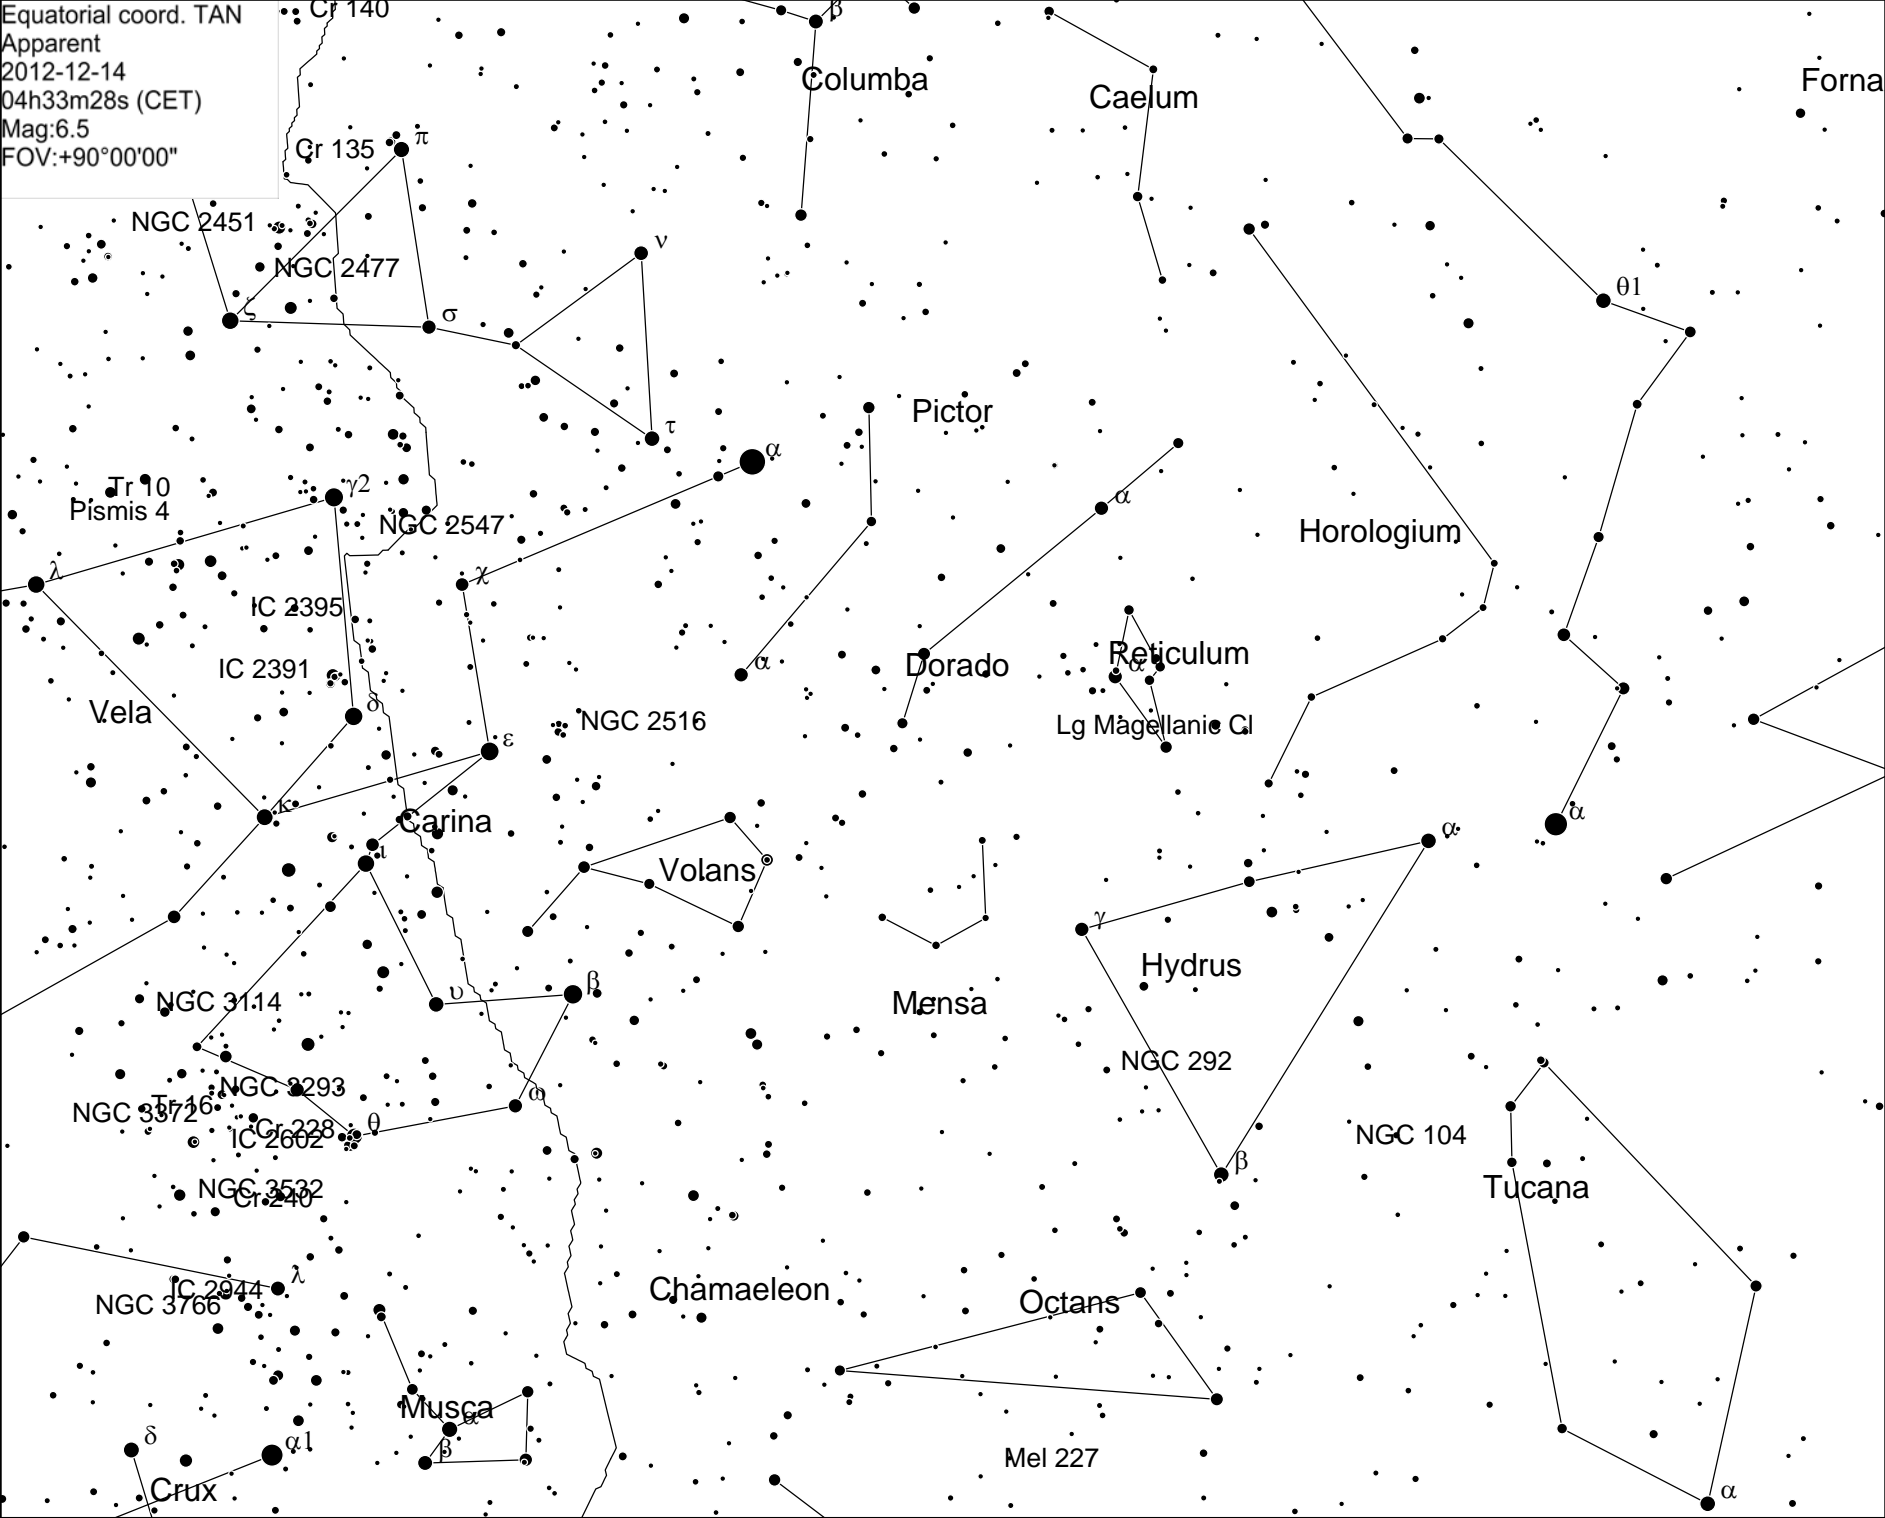 Equatorial coord. TAN
Apparent
2012-12-14
04h33m28s (CET)
Mag:6.5
FOV:+90°00'00"
Cr 140
β
Columba
Caelum
Forna
π
Cr 135
NGC 2451
ν
NGC 2477
θ1
ζ
σ
Pictor
τ
α
γ2
Tr 10
Pismis 4
α
NGC 2547
Horologium
λ
χ
IC 2395
Reticulum
α
IC 2391
α
Dorado
Vela
δ
NGC 2516
Lg Magellanic Cl
ε
κ
α
Carina
α
ι
Volans
γ
Hydrus
β
υ
NGC 3114
Mensa
NGC 292
NGC 3293
ω
Tr 16
NGC 3372
θ
Cr 228
IC 2602
NGC 104
β
NGC 3532
Cr 240
Tucana
λ
IC 2944
NGC 3766
Chamaeleon
Octans
Musca
α
δ
α1
β
Mel 227
Crux
α